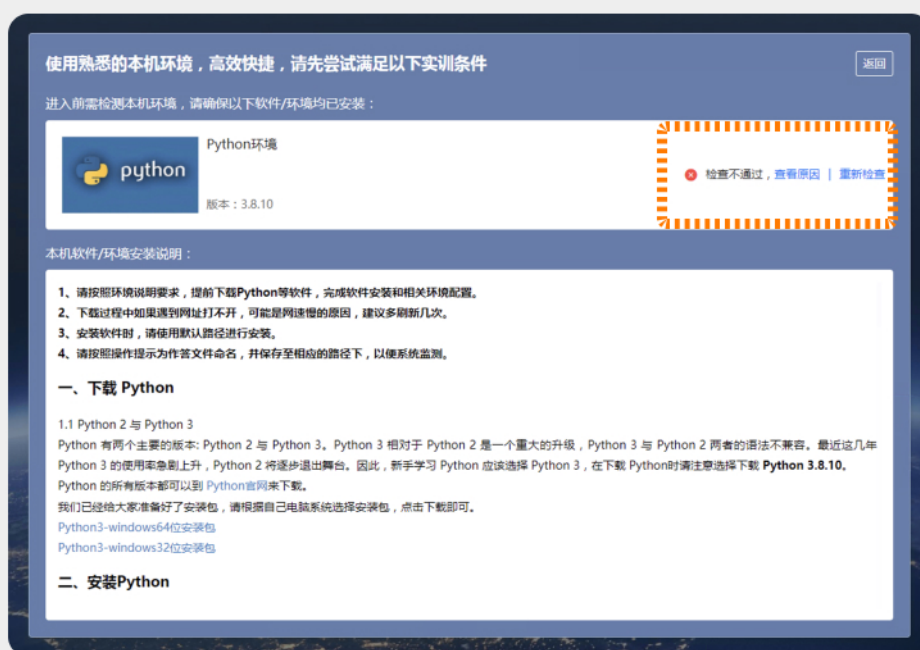 使用熟悉的本机环境，高效快捷，请先尝试满足以下实训条件
返回
进入前需检测本机环境，请确保以下软件/环境均已安装：
python
Python环境
版本：3.8.10
检查不通过，查看原因 | 重新检查
本机软件/环境安装说明：
1、请按照环境说明要求，提前下载Python等软件，完成软件安装和相关环境配置。
2、下载过程中如果遇到网址打不开，可能是网速慢的原因，建议多刷新几次。
3、安装软件时，请使用默认路径进行安装。
4、请按照操作提示为作答文件命名，并保存至相应的路径下，以便系统监测。
一、下载 Python
1.1 Python 2 与 Python 3
Python 有两个主要的版本: Python 2 与 Python 3。Python 3 相对于 Python 2 是一个重大的升级，Python 3 与 Python 2 两者的语法不兼容。最近这几年
Python 3 的使用率急剧上升，Python 2 将逐步退出舞台。因此，新手学习 Python 应该选择 Python 3，在下载 Python时请注意选择下载 Python 3.8.10。
Python 的所有版本都可以到 Python官网来下载。
我们已经给大家准备好了安装包，请根据自己电脑系统选择安装包，点击下载即可。
Python3-windows64位安装包
Python3-windows32位安装包
二、安装Python